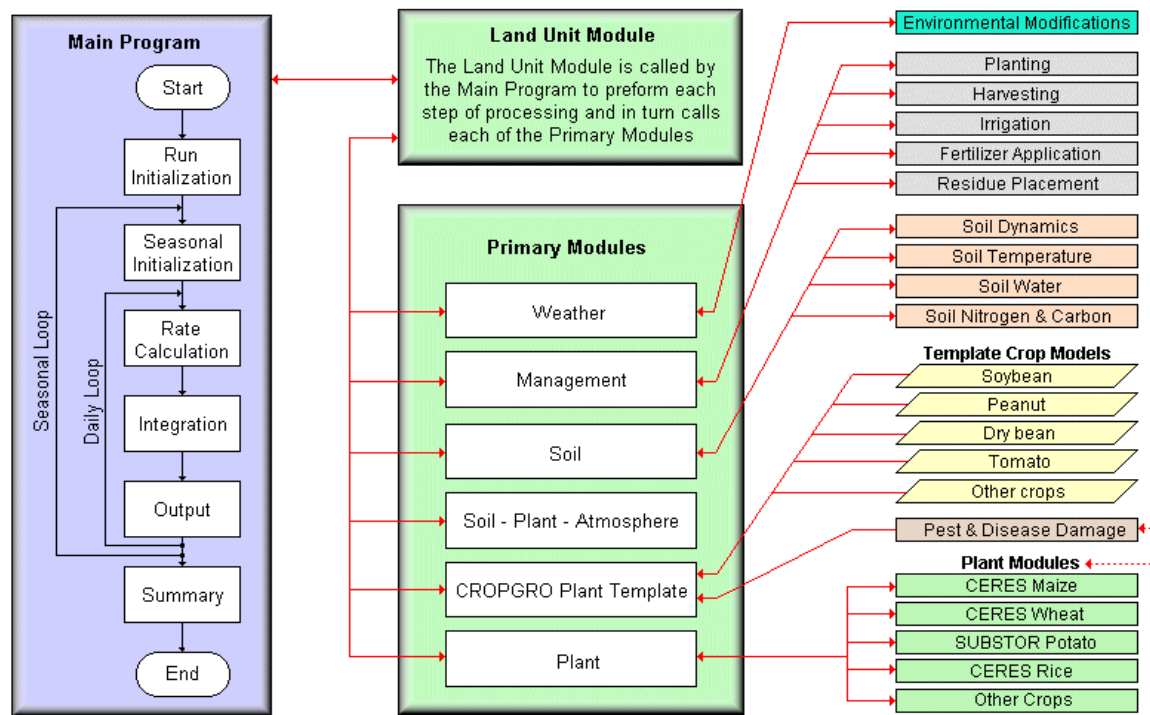 Main Program
Start
Run
Initialization
Seasonal
Initialization
Rate
Calculation
Integration
Output
Summary
End
Seasonal Loop
Daily Loop
Land Unit Module
The Land Unit Module is called by
the Main Program to preform each
step of processing and in turn calls
each of the Primary Modules
Primary Modules
Weather
Management
Soil
Soil - Plant - Atmosphere
CROPGRO Plant Template
Plant
Environmental Modifications
Planting
Harvesting
Irrigation
Fertilizer Application
Residue Placement
Soil Dynamics
Soil Temperature
Soil Water
Soil Nitrogen & Carbon
Template Crop Models
Soybean
Peanut
Dry bean
Tomato
Other crops
Pest & Disease Damage
Plant Modules
CERES Maize
CERES Wheat
SUBSTOR Potato
CERES Rice
Other Crops